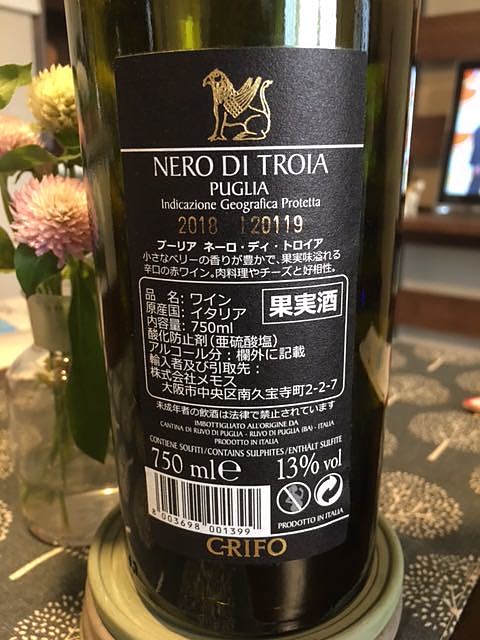 NERO DI TROIA
PUGLIA
Indicazione Geografica Protetta
2018 L20119
プーリア ネーロ・ディ・トロイア
小さなベリーの香りが豊かで、果実味溢れる
辛口の赤ワイン。肉料理やチーズと好相性。
品 名: ワイン
原産国: イタリア
内容量: 750ml
果実酒
酸化防止剤(亜硫酸塩)
アルコール分: 欄外に記載
輸入者及び引取先:
株式会社メモス
大阪市中央区南久宝寺町2-2-7
未成年者の飲酒は法律で禁止されています
IMBOTTIGLIATO ALL'ORIGINE DA
CANTINA DI RUVO DI PUGLIA - RUVO DI PUGLIA (BA) - ITALIA
PRODOTTO IN ITALIA
CONTIENE SOLFITI/CONTAINS SULPHITES/ENTHÄLT SULFITE
750 ml e 13% vol
8 003698 001399
PRODOTTO IN ITALIA
GRIFO